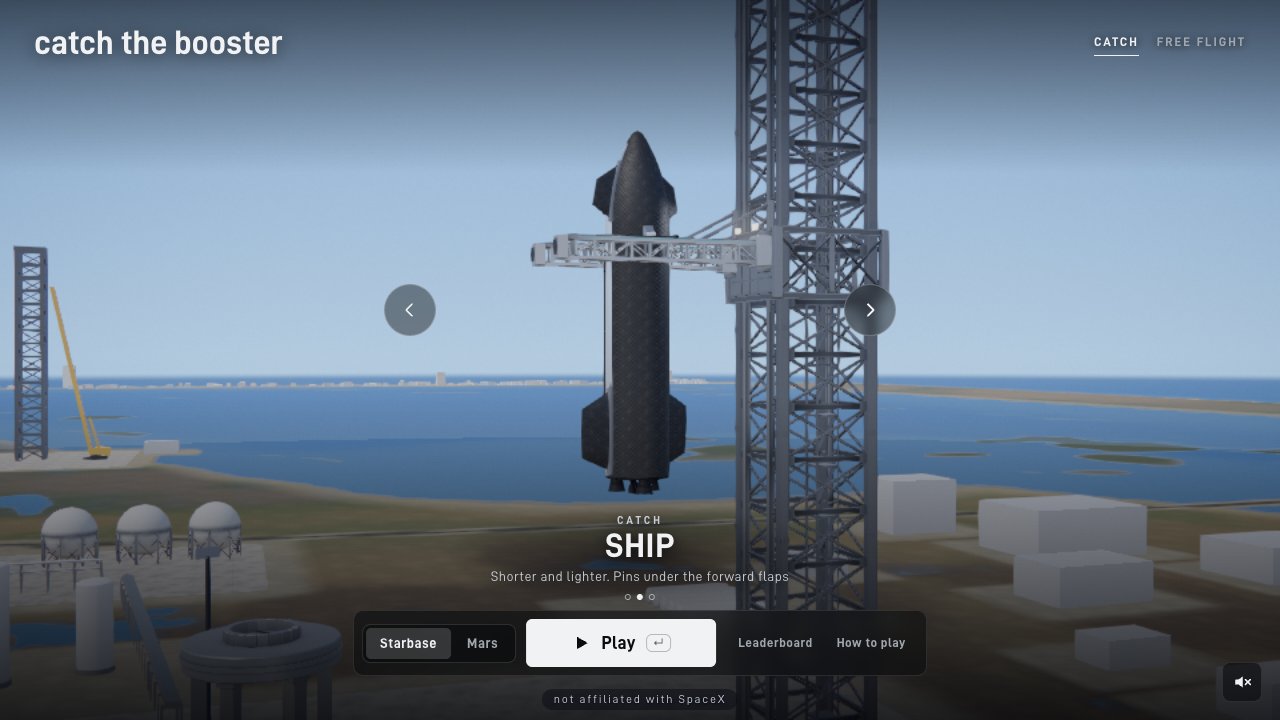 catch the booster
CATCH FREE FLIGHT
CATCH
SHIP
Shorter and lighter. Pins under the forward flaps
Starbase Mars Play Leaderboard How to play
not affiliated with SpaceX